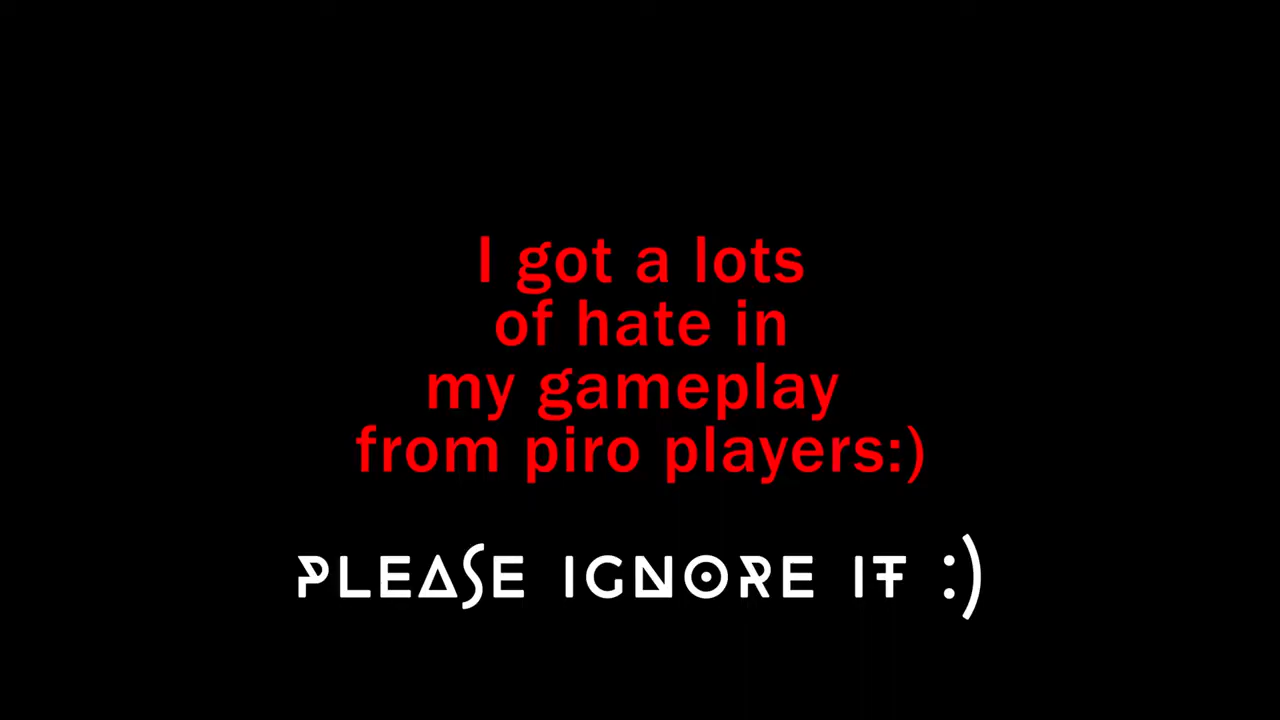 I got a lots
of hate in
my gameplay
from piro players:)
PLEASE IGNORE IT :)